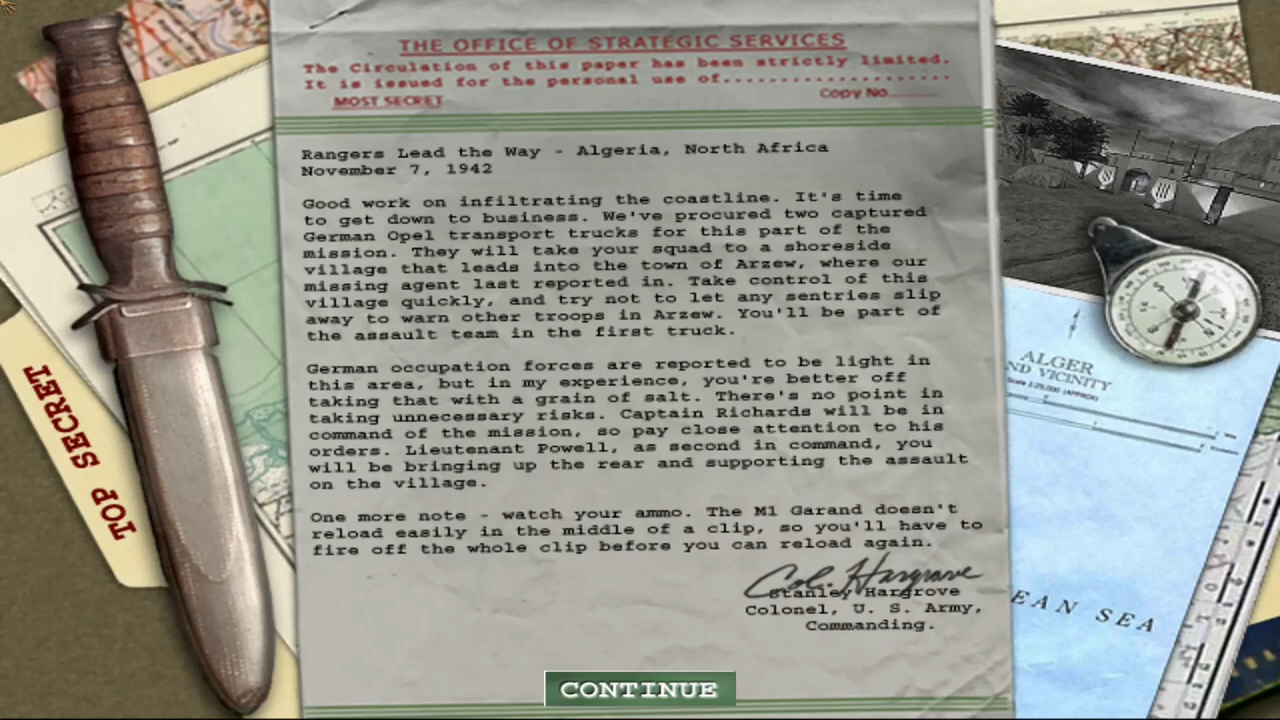 THE OFFICE OF STRATEGIC SERVICES
The Circulation of this paper has been strictly limited.
It is issued for the personal use of......................
MOST SECRET
Copy No.........
Rangers Lead the Way - Algeria, North Africa
November 7, 1942
Good work on infiltrating the coastline. It's time
to get down to business. We've procured two captured
German Opel transport trucks for this part of the
mission. They will take your squad to a shoreside
village that leads into the town of Arzew, where our
missing agent last reported in. Take control of this
village quickly, and try not to let any sentries slip
away to warn other troops in Arzew. You'll be part of
the assault team in the first truck.
German occupation forces are reported to be light in
this area, but in my experience, you're better off
taking that with a grain of salt. There's no point in
taking unnecessary risks. Captain Richards will be in
command of the mission, so pay close attention to his
orders. Lieutenant Powell, as second in command, you
will be bringing up the rear and supporting the assault
on the village.
One more note - watch your ammo. The M1 Garand doesn't
reload easily in the middle of a clip, so you'll have to
fire off the whole clip before you can reload again.
Col. Hargrove
Stanley Hargrove
Colonel, U. S. Army,
Commanding.
CONTINUE
TOP SECRET
ALGER
ND VICINITY
EAN SEA